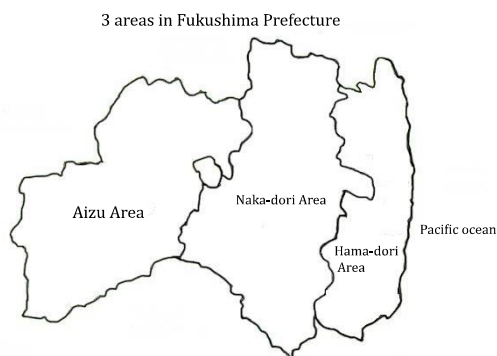 3 areas in Fukushima Prefecture
Aizu Area
Naka-dori Area
Hama-dori
Area
Pacific ocean